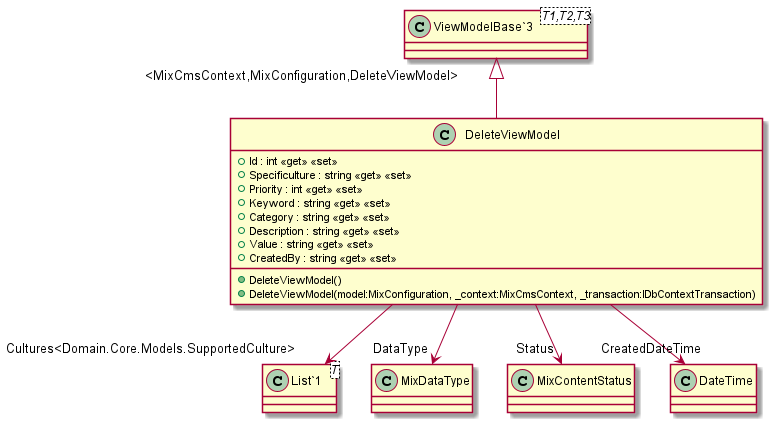 C ViewModelBase`3 T1,T2,T3
<MixCmsContext,MixConfiguration,DeleteViewModel>
C DeleteViewModel
Id : int «get» «set»
Specificulture : string «get» «set»
Priority : int «get» «set»
Keyword : string «get» «set»
Category : string «get» «set»
Description : string «get» «set»
Value : string «get» «set»
CreatedBy : string «get» «set»
DeleteViewModel()
DeleteViewModel(model:MixConfiguration, _context:MixCmsContext, _transaction:IDbContextTransaction)
Cultures<Domain.Core.Models.SupportedCulture> DataType Status CreatedDateTime
C List`1 T C MixDataType C MixContentStatus C DateTime